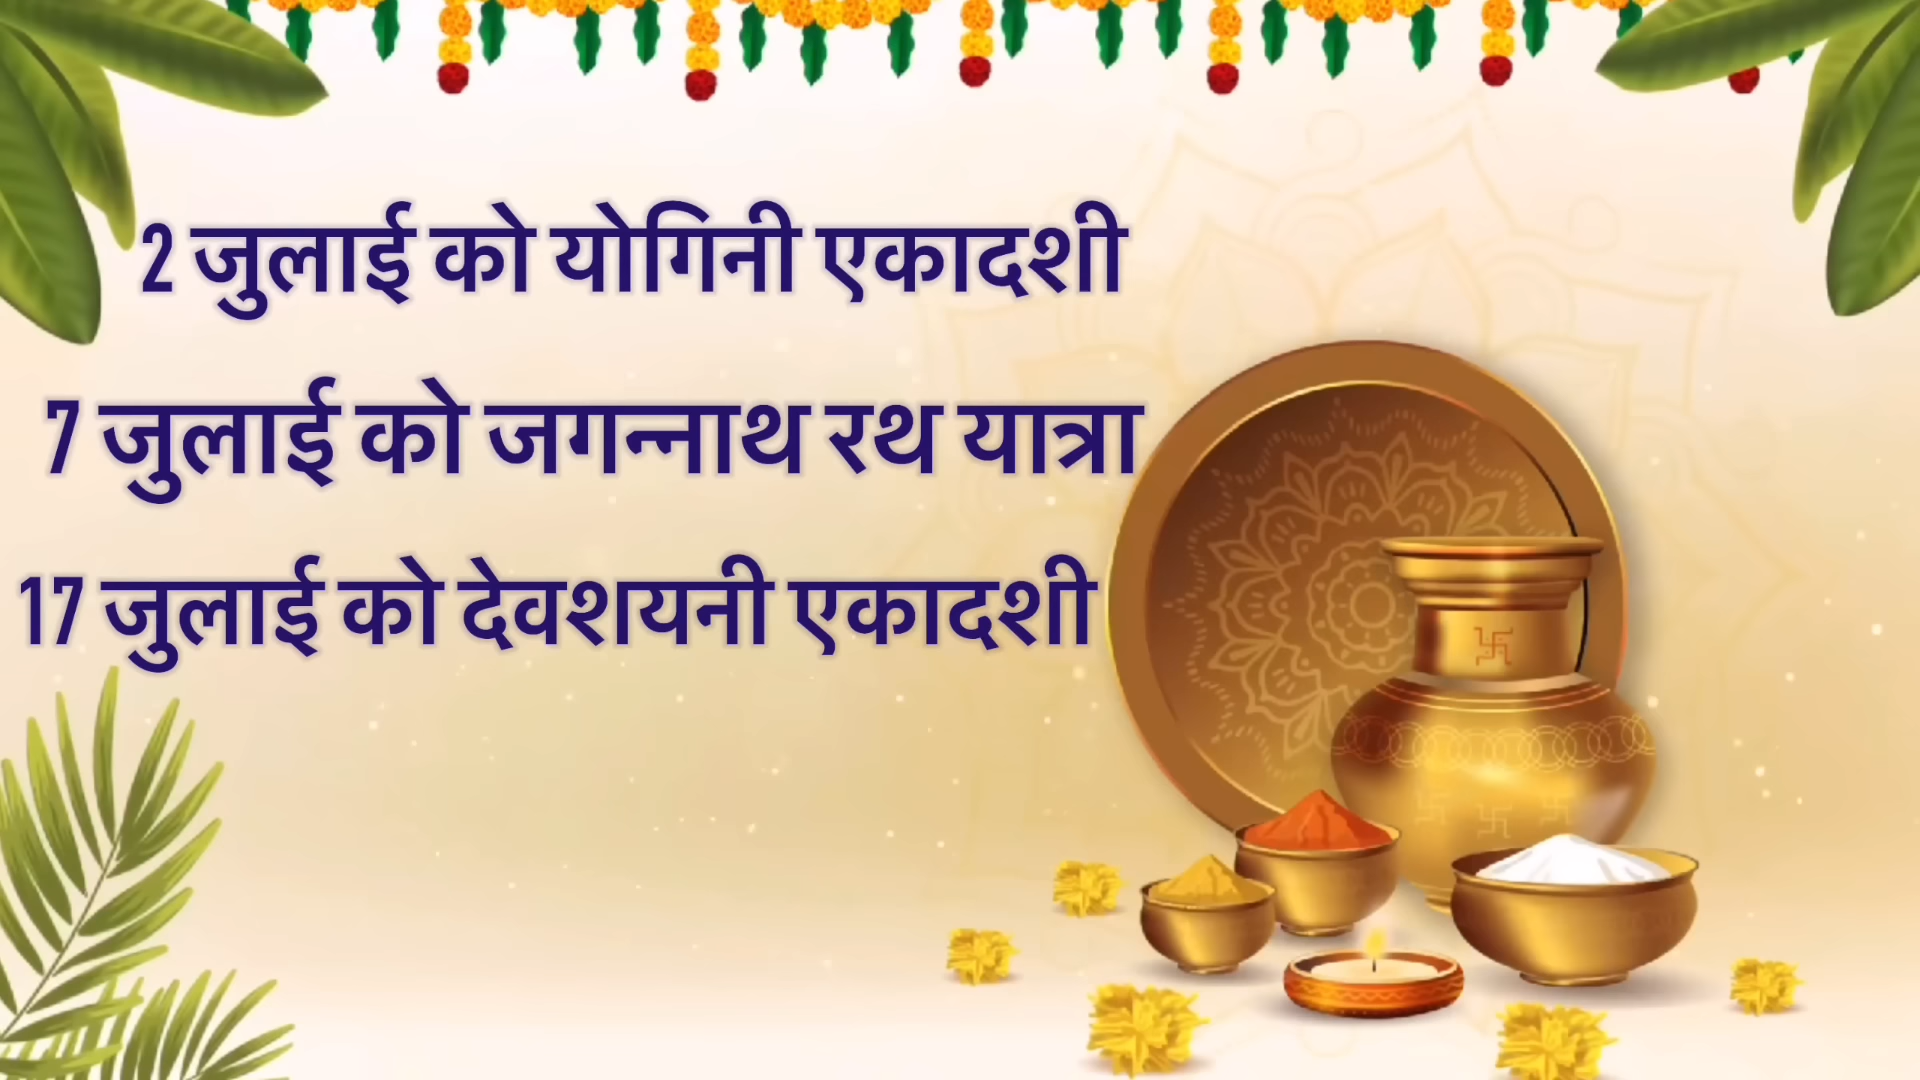 2 जुलाई को योगिनी एकादशी
7 जुलाई को जगन्नाथ रथ यात्रा
17 जुलाई को देवशयनी एकादशी